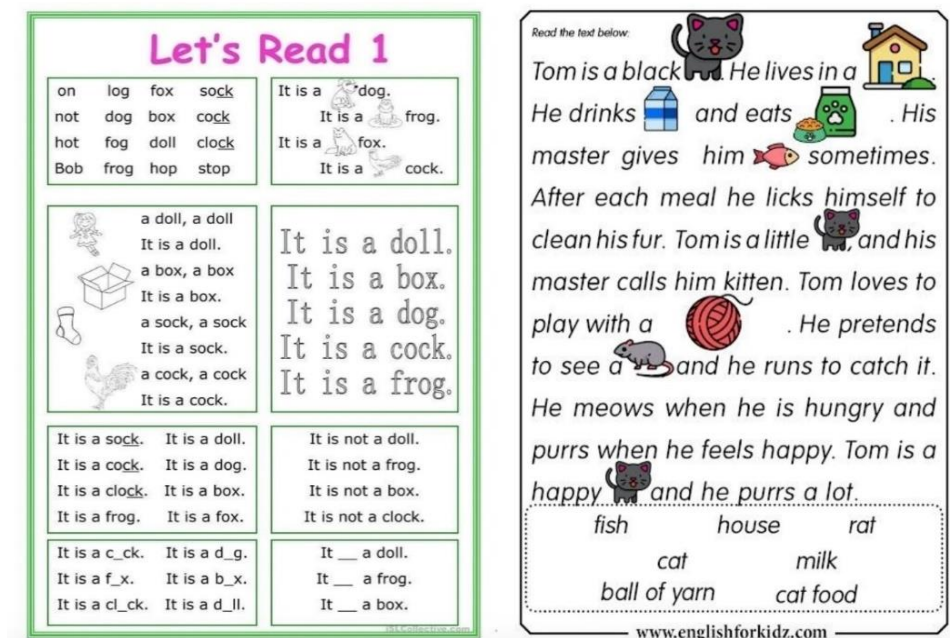 Let's Read 1
on log fox sock
not dog box cock
hot fog doll clock
Bob frog hop stop
It is a dog.
It is a frog.
It is a fox.
It is a cock.
a doll, a doll
It is a doll.
a box, a box
It is a box.
a sock, a sock
It is a sock.
a cock, a cock
It is a cock.
It is a doll.
It is a box.
It is a dog.
It is a cock.
It is a frog.
It is a sock. It is a doll.
It is a cock. It is a dog.
It is a clock. It is a box.
It is a frog. It is a fox.
It is not a doll.
It is not a frog.
It is not a box.
It is not a clock.
It is a c_ck. It is a d_g.
It is a f_x. It is a b_x.
It is a cl_ck. It is a d_ll.
It __ a doll.
It __ a frog.
It __ a box.
iSLCollective.com
Read the text below:
Tom is a black . He lives in a .
He drinks and eats . His
master gives him sometimes.
After each meal he licks himself to
clean his fur. Tom is a little , and his
master calls him kitten. Tom loves to
play with a . He pretends
to see a and he runs to catch it.
He meows when he is hungry and
purrs when he feels happy. Tom is a
happy and he purrs a lot.
fish house rat
cat milk
ball of yarn cat food
www.englishforkidz.com